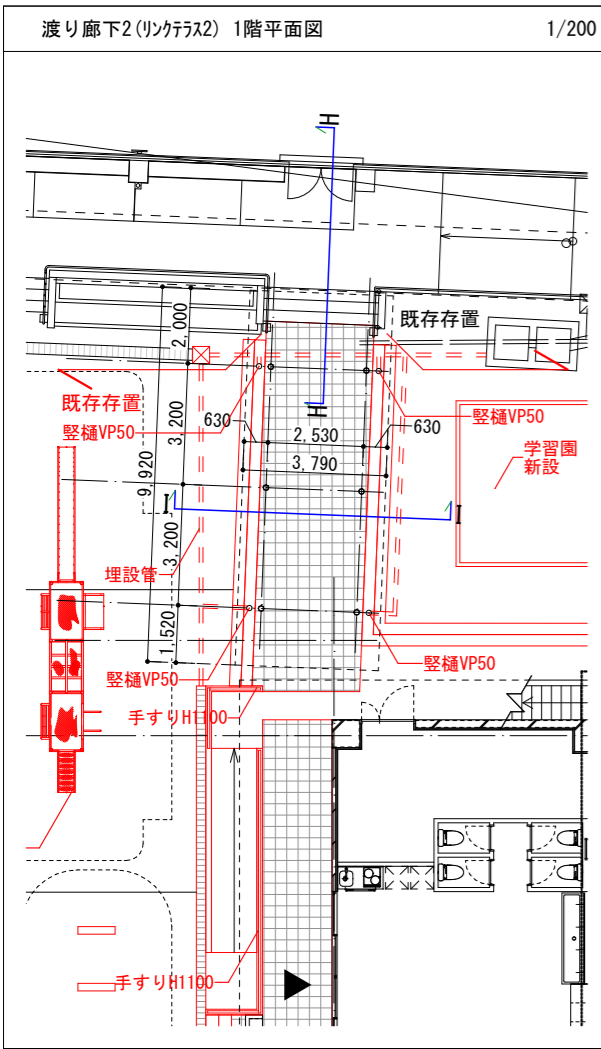 渡り廊下2(リンクテラス2) 1階平面図 1/200
H
既存存置
2,000
既存存置
竪樋VP50
3,200
630
2,530
630
H
竪樋VP50
3,790
学習園
新設
9,920
I
I
3,200
埋設管
1,520
竪樋VP50
竪樋VP50
手すりH1100
手すりH1100